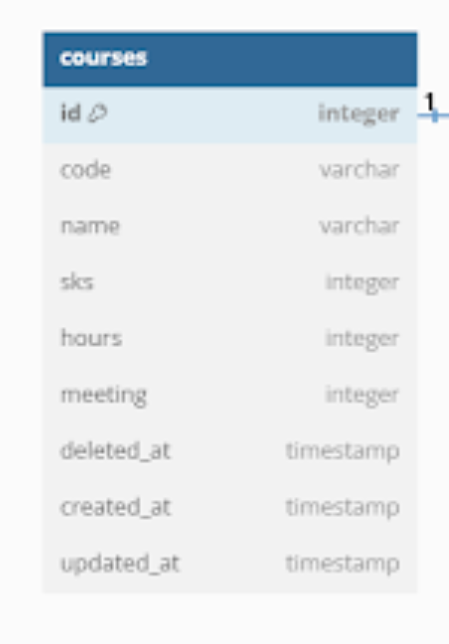 courses
id integer 1
code varchar
name varchar
sks integer
hours integer
meeting integer
deleted_at timestamp
created_at timestamp
updated_at timestamp